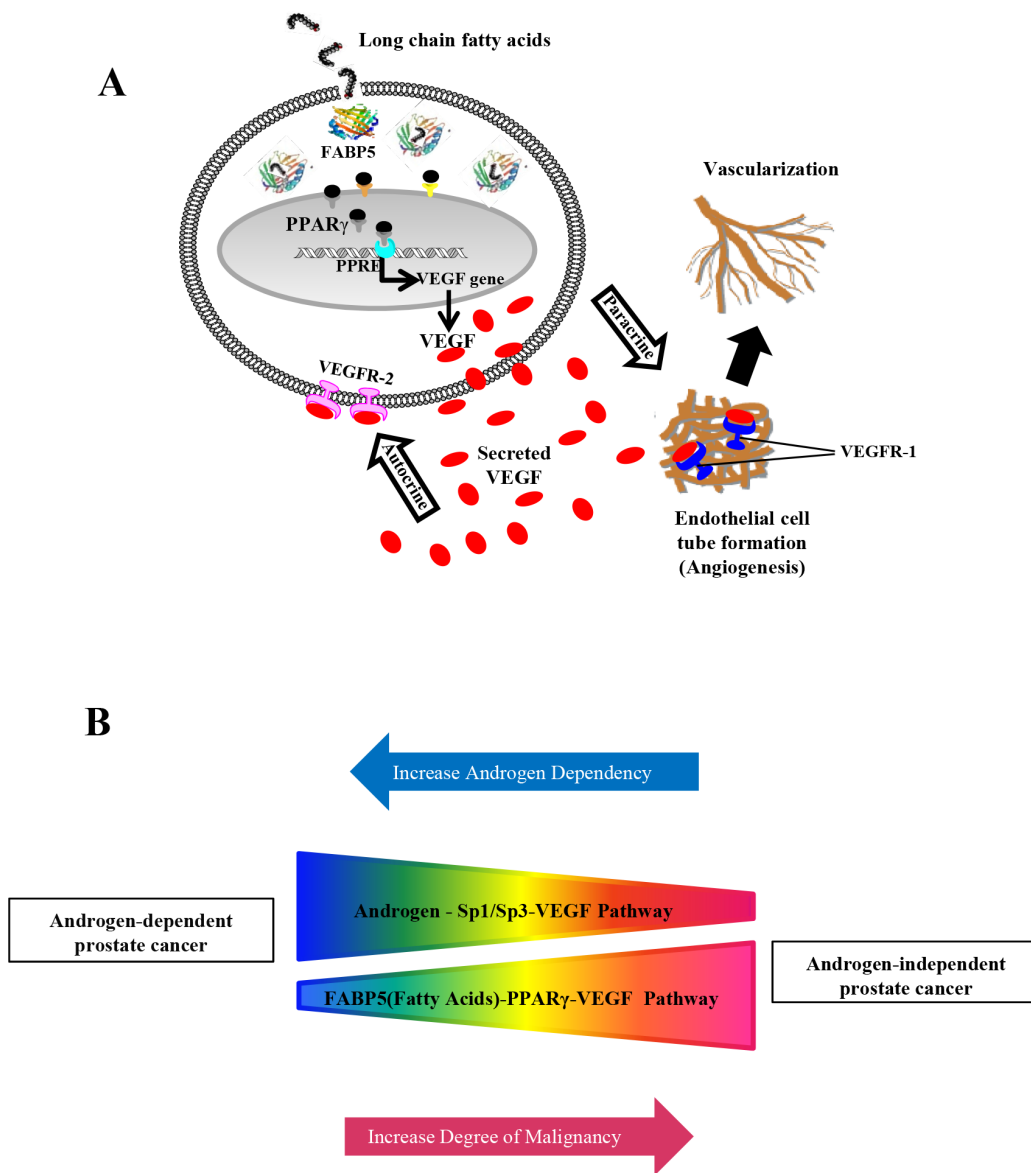 A
Long chain fatty acids
FABP5
PPARγ
PPRE
VEGF gene
VEGF
VEGFR-2
Autocrine
Secreted
VEGF
Paracrine
Vascularization
VEGFR-1
Endothelial cell
tube formation
(Angiogenesis)
B
Increase Androgen Dependency
Androgen-dependent
prostate cancer
Androgen - Sp1/Sp3-VEGF Pathway
FABP5(Fatty Acids)-PPARγ-VEGF Pathway
Androgen-independent
prostate cancer
Increase Degree of Malignancy